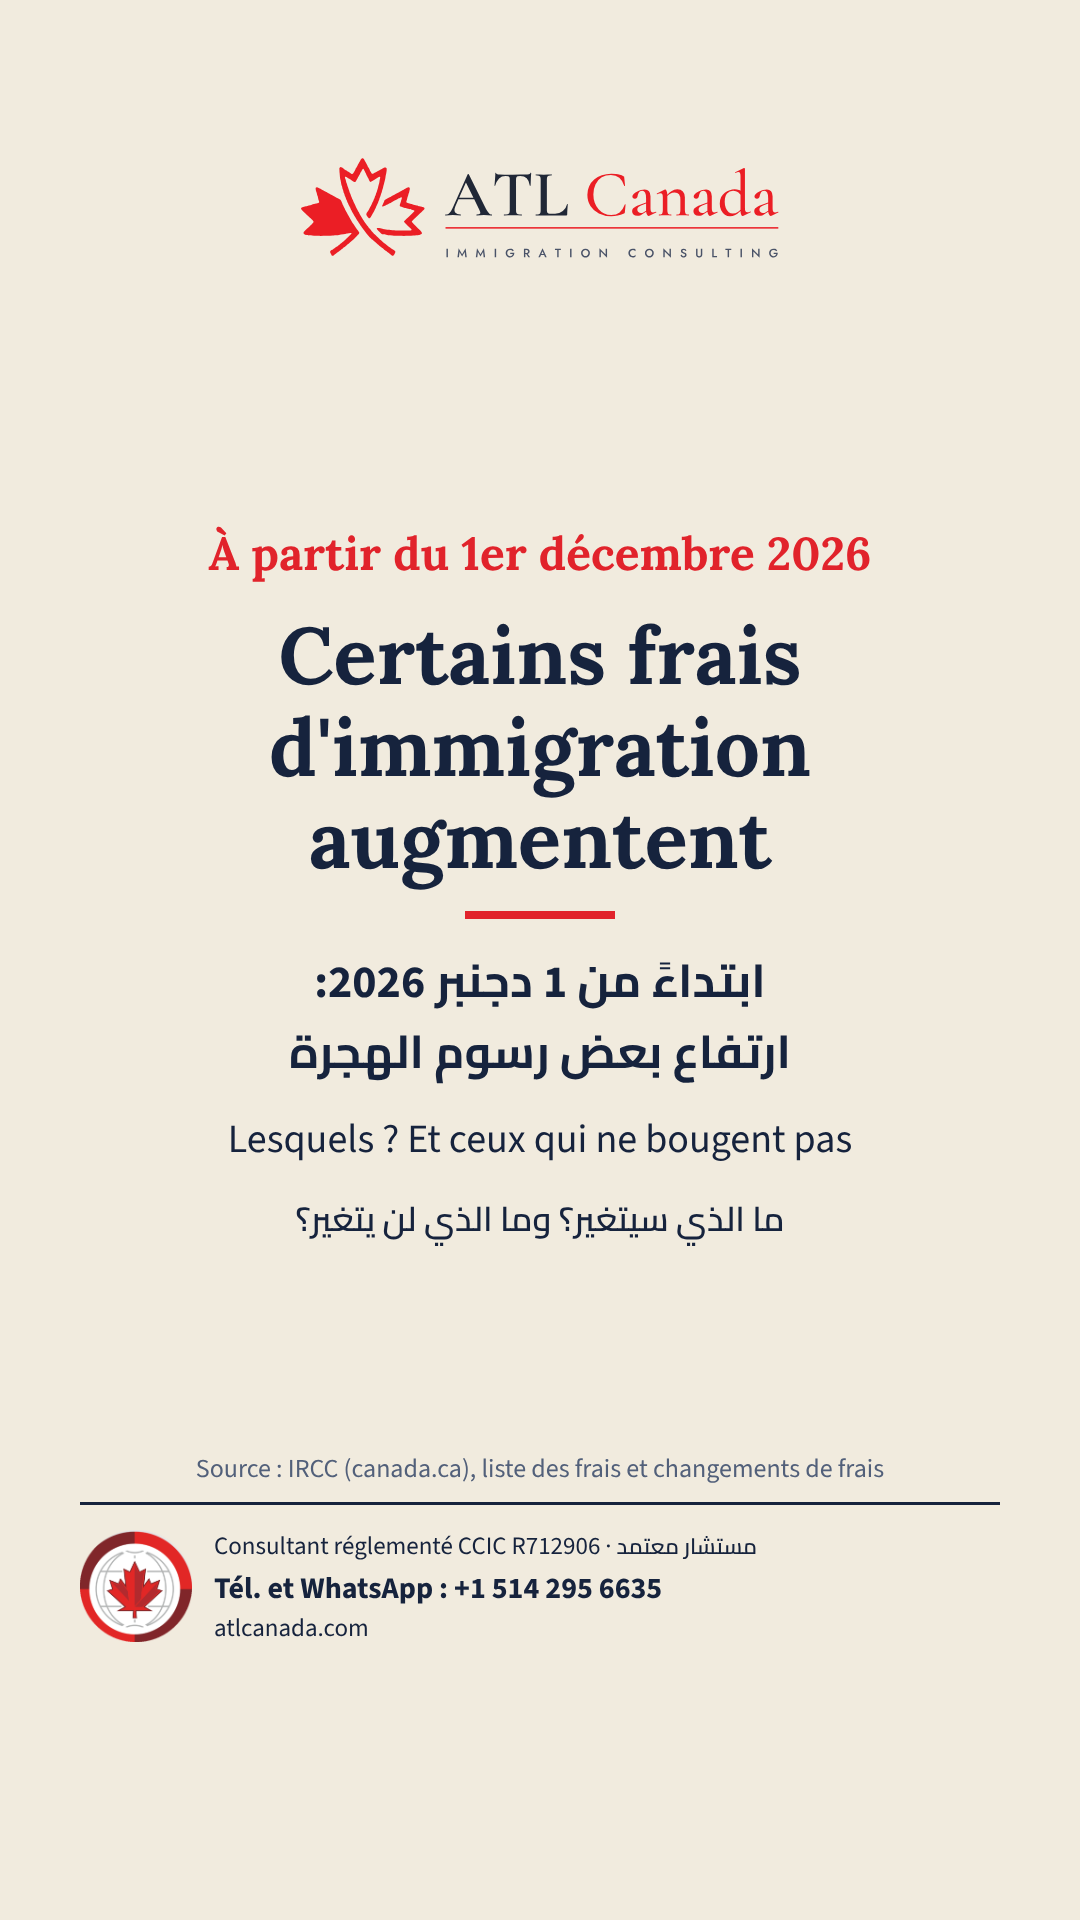 ATL Canada
IMMIGRATION CONSULTING
À partir du 1er décembre 2026
Certains frais
d'immigration
augmentent
ابتداءً من 1 دجنبر 2026:
ارتفاع بعض رسوم الهجرة
Lesquels ? Et ceux qui ne bougent pas
ما الذي سيتغير؟ وما الذي لن يتغير؟
Source : IRCC (canada.ca), liste des frais et changements de frais
Consultant réglementé CCIC R712906 · مستشار معتمد
Tél. et WhatsApp : +1 514 295 6635
atlcanada.com